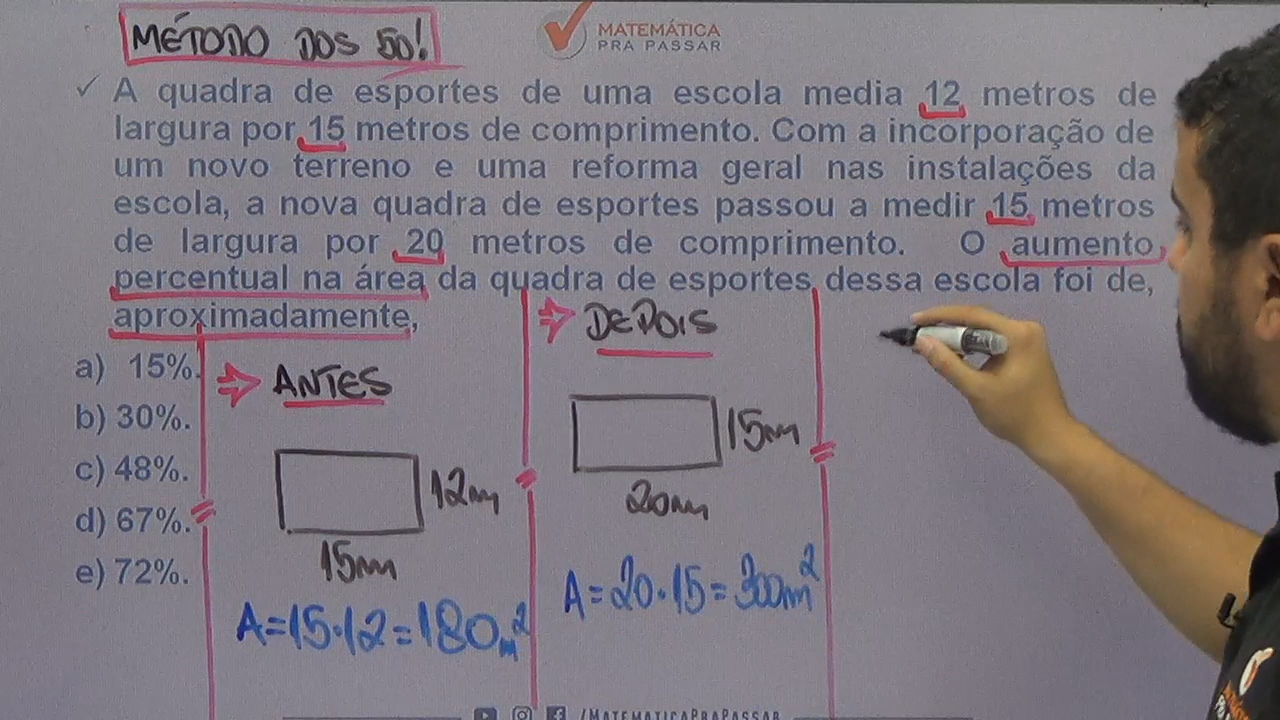 MÉTODO DOS 50!
MATEMÁTICA
PRA PASSAR
✓ A quadra de esportes de uma escola media 12 metros de
largura por 15 metros de comprimento. Com a incorporação de
um novo terreno e uma reforma geral nas instalações da
escola, a nova quadra de esportes passou a medir 15 metros
de largura por 20 metros de comprimento. O aumento
percentual na área da quadra de esportes dessa escola foi de,
aproximadamente,
a) 15%.
b) 30%.
c) 48%.
d) 67%.
e) 72%.
⇒ ANTES
12m
15m
A=15·12=180m²
⇒ DEPOIS
15m
20m
A=20·15=300m²
/MATEMATICAPRAPASSAR